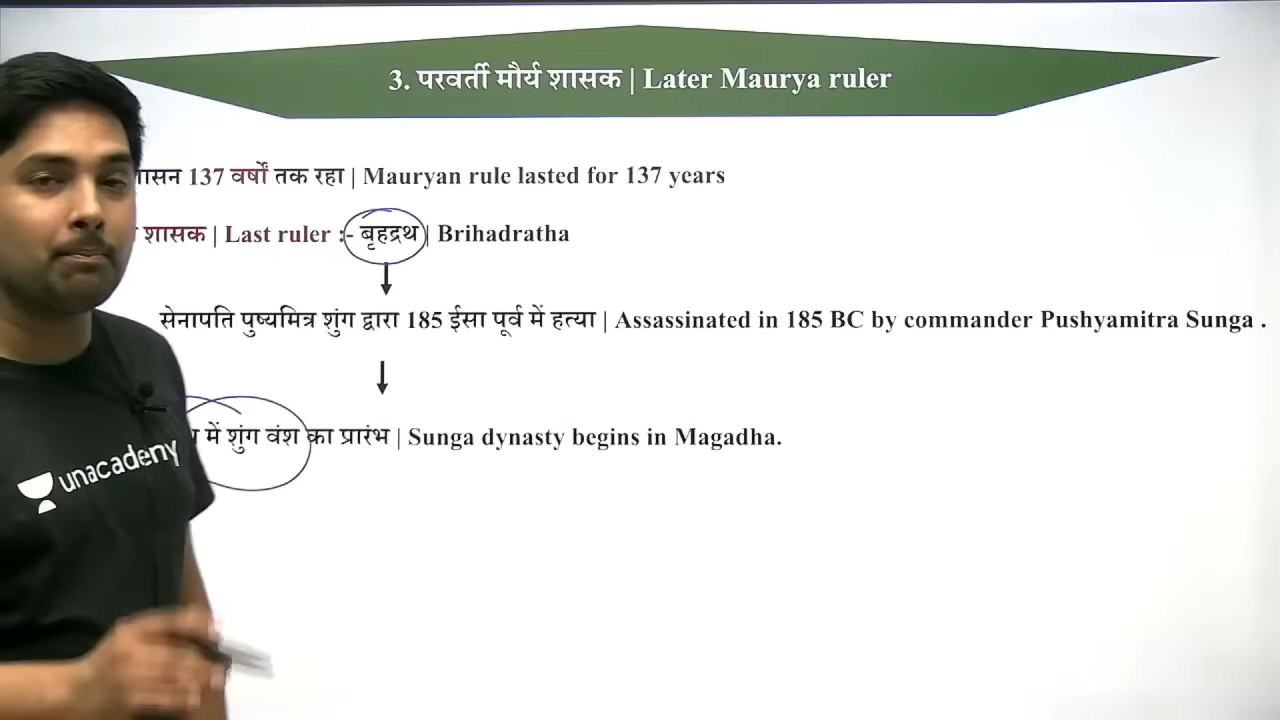 3. परवर्ती मौर्य शासक | Later Maurya ruler
137 वर्षों तक रहा | Mauryan rule lasted for 137 years
शासक | Last ruler :- बृहद्रथ | Brihadratha
सेनापति पुष्यमित्र शुंग द्वारा 185 ईसा पूर्व में हत्या | Assassinated in 185 BC by commander Pushyamitra Sunga .
में शुंग वंश का प्रारंभ | Sunga dynasty begins in Magadha.
unacademy